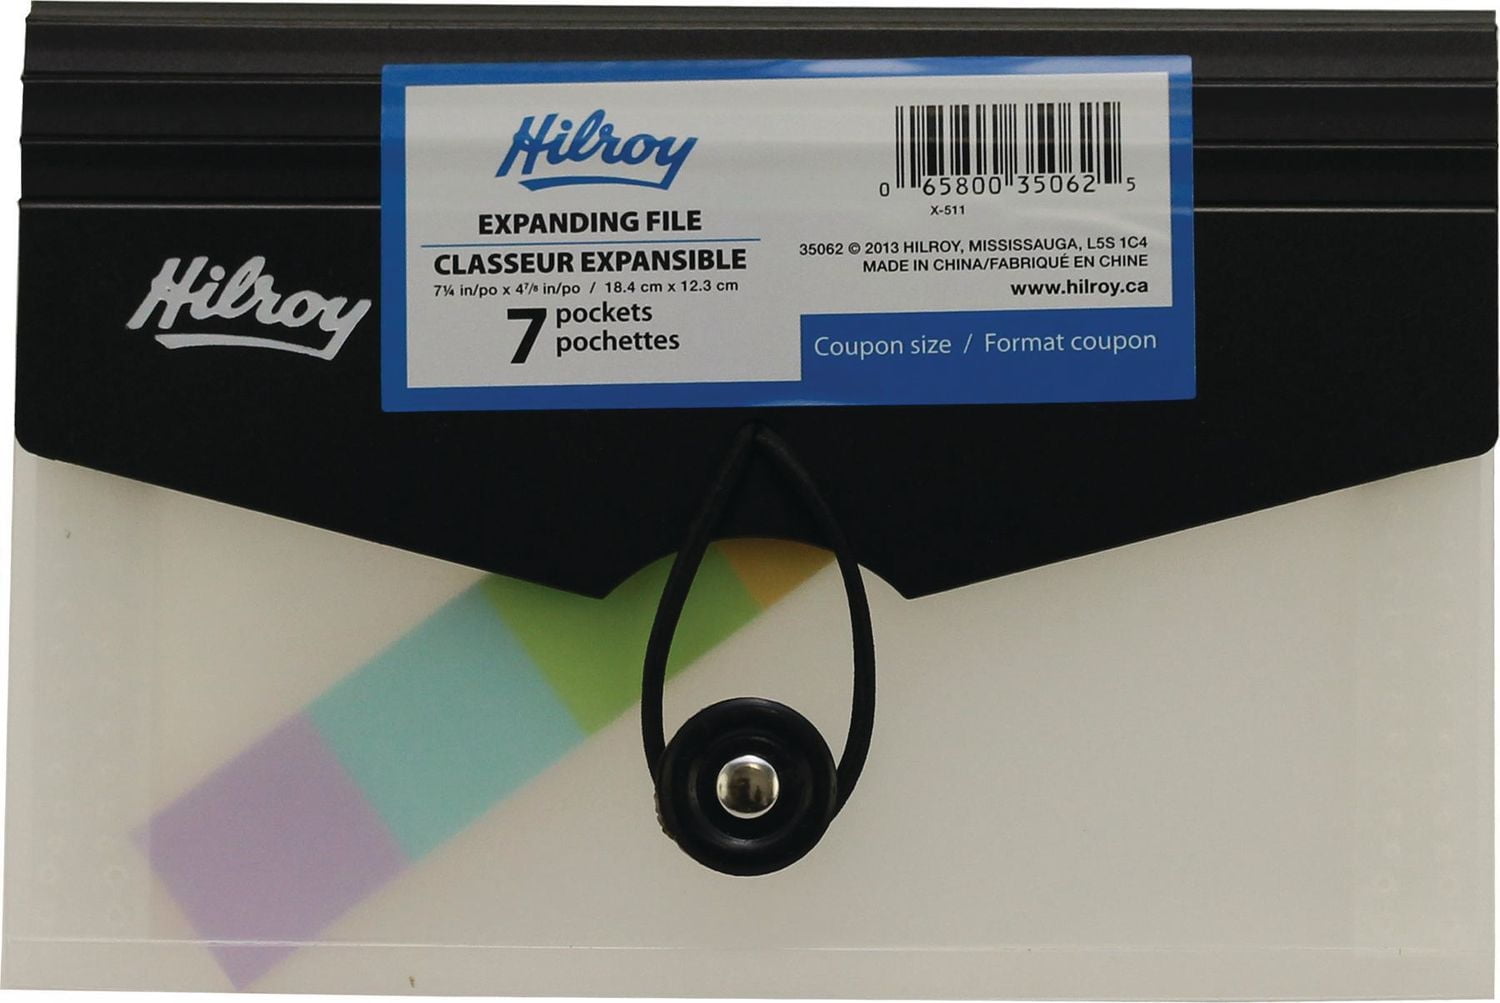 Hilroy
EXPANDING FILE
CLASSEUR EXPANSIBLE
7¼ in/po x 4⅞ in/po / 18.4 cm x 12.3 cm
7 pockets
pochettes
0 65800 35062 5
X-511
35062 © 2013 HILROY, MISSISSAUGA, L5S 1C4
MADE IN CHINA/FABRIQUÉ EN CHINE
www.hilroy.ca
Coupon size / Format coupon
Hilroy